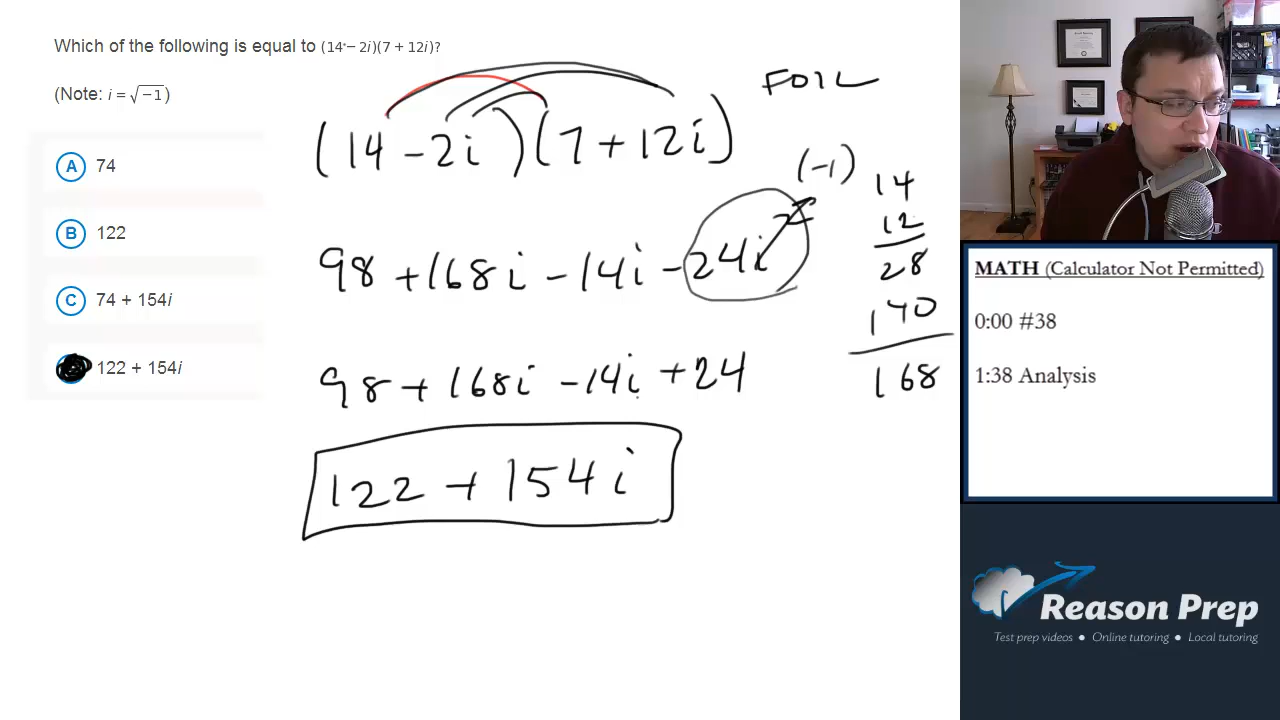 Which of the following is equal to (14 − 2i)(7 + 12i)?
(Note: i = √−1)
A 74
B 122
C 74 + 154i
122 + 154i
FOIL
(14 - 2i)(7 + 12i)
(-1)
98 + 168i - 14i - 24i²
98 + 168i - 14i + 24
122 + 154i
14
12
28
140
168
MATH (Calculator Not Permitted)
0:00 #38
1:38 Analysis
Reason Prep
Test prep videos • Online tutoring • Local tutoring